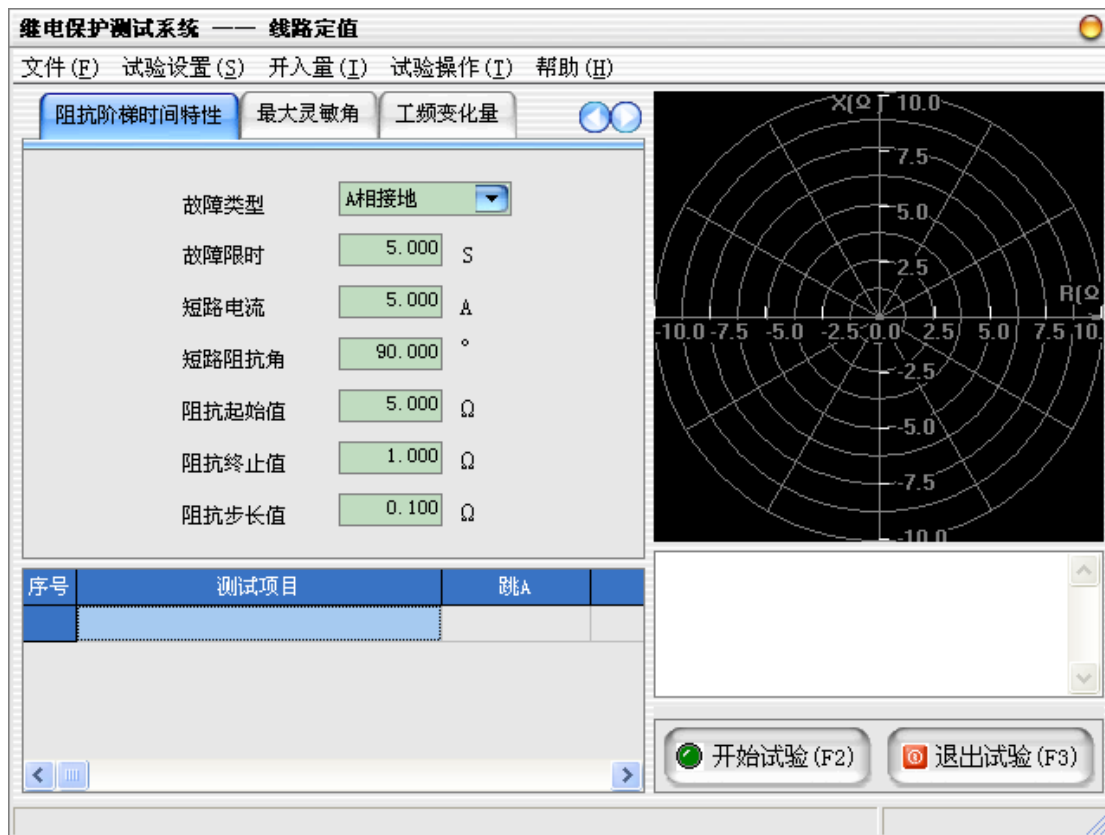 继电保护测试系统 —— 线路定值
文件(F) 试验设置(S) 开入量(I) 试验操作(T) 帮助(H)
阻抗阶梯时间特性 最大灵敏角 工频变化量
故障类型 A相接地
故障限时 5.000 S
短路电流 5.000 A
短路阻抗角 90.000 °
阻抗起始值 5.000 Ω
阻抗终止值 1.000 Ω
阻抗步长值 0.100 Ω
X(Ω) 10.0
7.5
5.0
2.5
R(Ω
-10.0 -7.5 -5.0 -2.5 0.0 2.5 5.0 7.5 10.
-2.5
-5.0
-7.5
-10.0
序号 测试项目 跳A
开始试验(F2) 退出试验(F3)